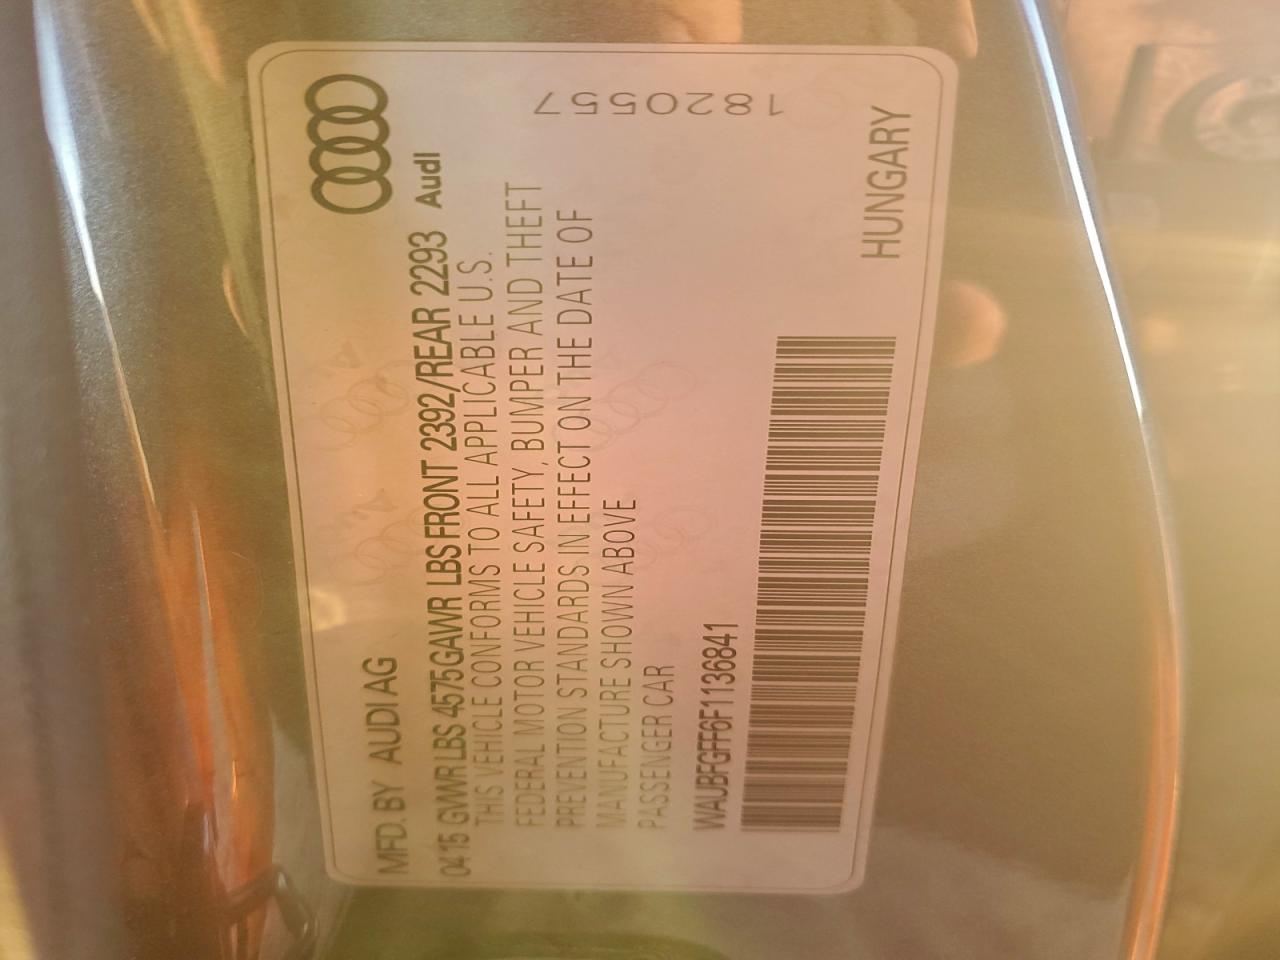 MFD. BY AUDI AG
0415 GVWR LBS 4575 GAWR LBS FRONT 2392/REAR 2293 Audi
THIS VEHICLE CONFORMS TO ALL APPLICABLE U.S.
FEDERAL MOTOR VEHICLE SAFETY, BUMPER AND THEFT
PREVENTION STANDARDS IN EFFECT ON THE DATE OF
MANUFACTURE SHOWN ABOVE
PASSENGER CAR
WAUBFGFF6F1136841
HUNGARY
1820557